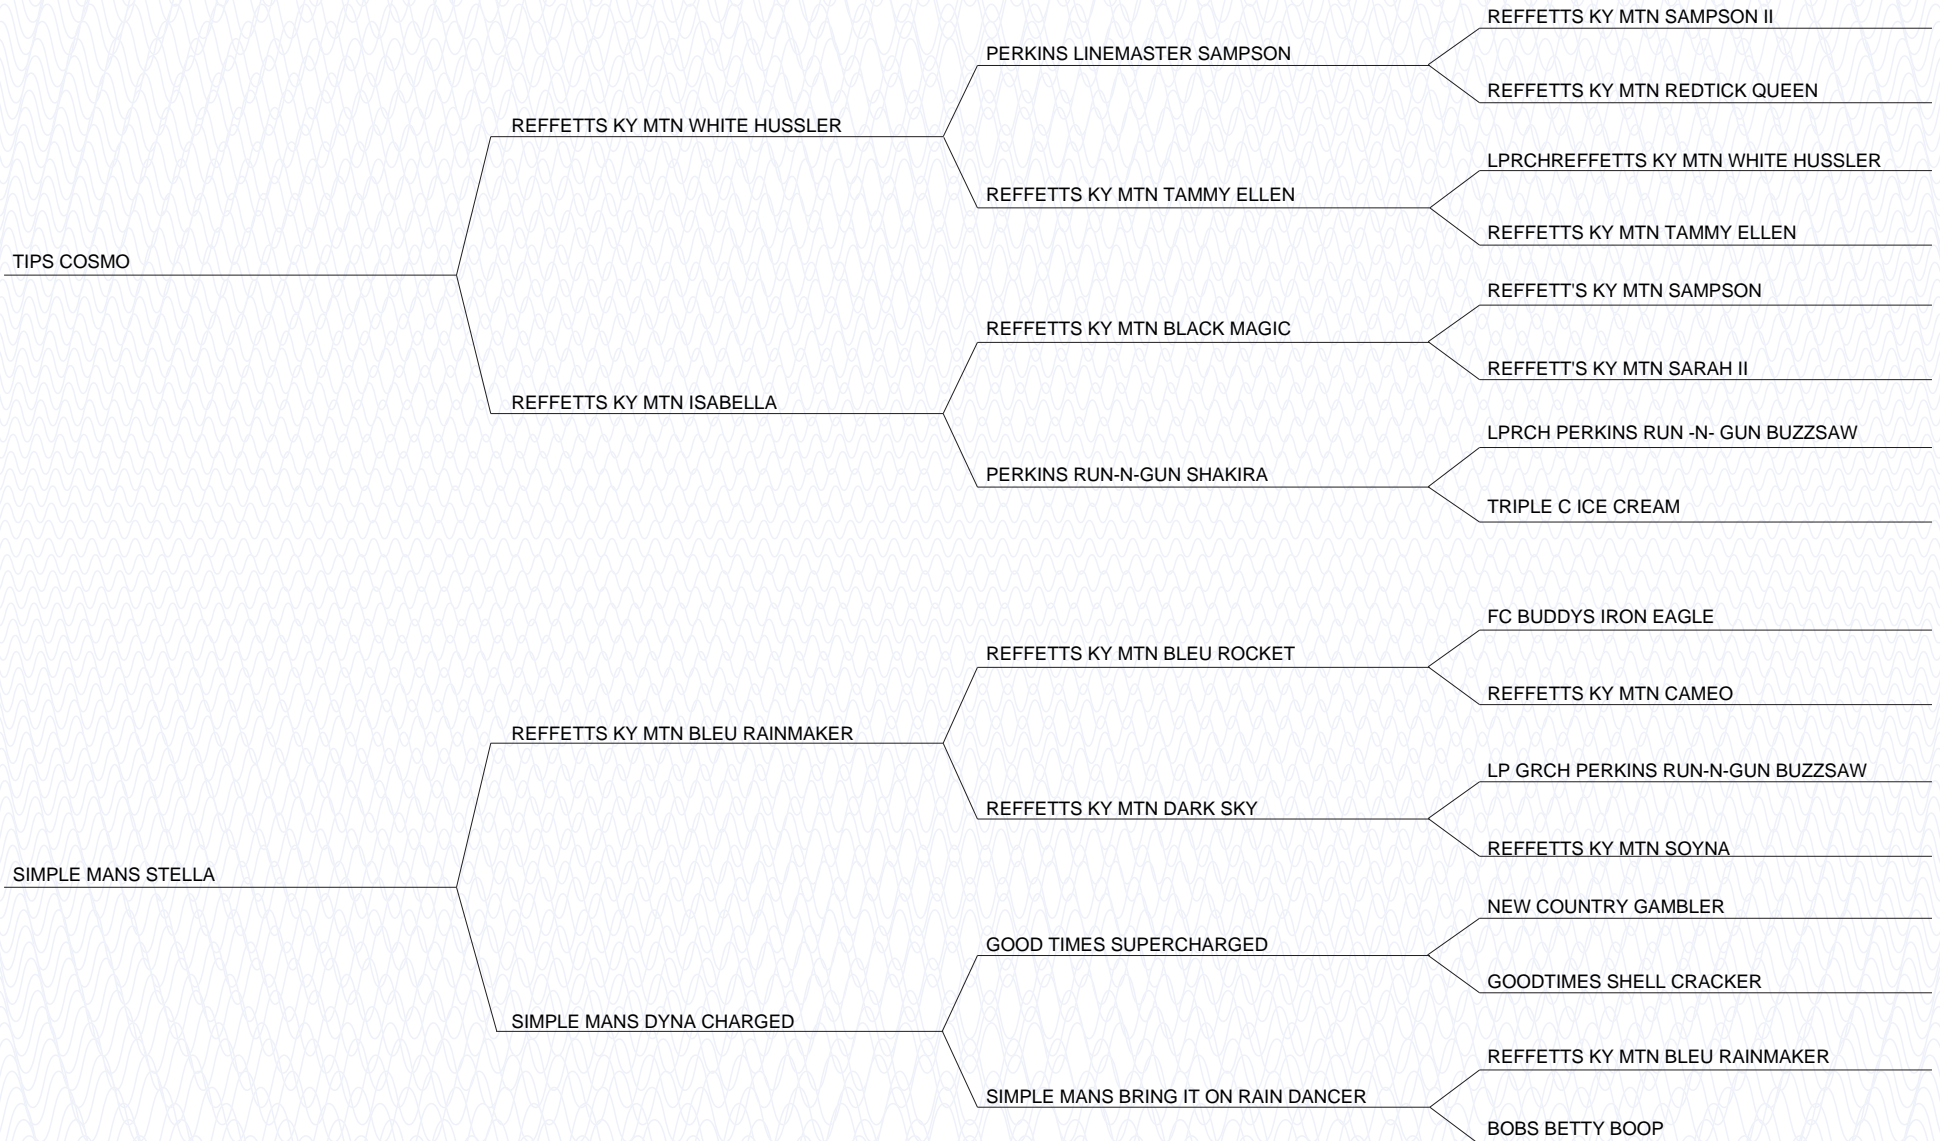 REFFETTS KY MTN SAMPSON II
PERKINS LINEMASTER SAMPSON
REFFETTS KY MTN REDTICK QUEEN
REFFETTS KY MTN WHITE HUSSLER
LPRCHREFFETTS KY MTN WHITE HUSSLER
REFFETTS KY MTN TAMMY ELLEN
REFFETTS KY MTN TAMMY ELLEN
TIPS COSMO
REFFETT'S KY MTN SAMPSON
REFFETTS KY MTN BLACK MAGIC
REFFETT'S KY MTN SARAH II
REFFETTS KY MTN ISABELLA
LPRCH PERKINS RUN -N- GUN BUZZSAW
PERKINS RUN-N-GUN SHAKIRA
TRIPLE C ICE CREAM
FC BUDDYS IRON EAGLE
REFFETTS KY MTN BLEU ROCKET
REFFETTS KY MTN CAMEO
REFFETTS KY MTN BLEU RAINMAKER
LP GRCH PERKINS RUN-N-GUN BUZZSAW
REFFETTS KY MTN DARK SKY
REFFETTS KY MTN SOYNA
SIMPLE MANS STELLA
NEW COUNTRY GAMBLER
GOOD TIMES SUPERCHARGED
GOODTIMES SHELL CRACKER
SIMPLE MANS DYNA CHARGED
REFFETTS KY MTN BLEU RAINMAKER
SIMPLE MANS BRING IT ON RAIN DANCER
BOBS BETTY BOOP